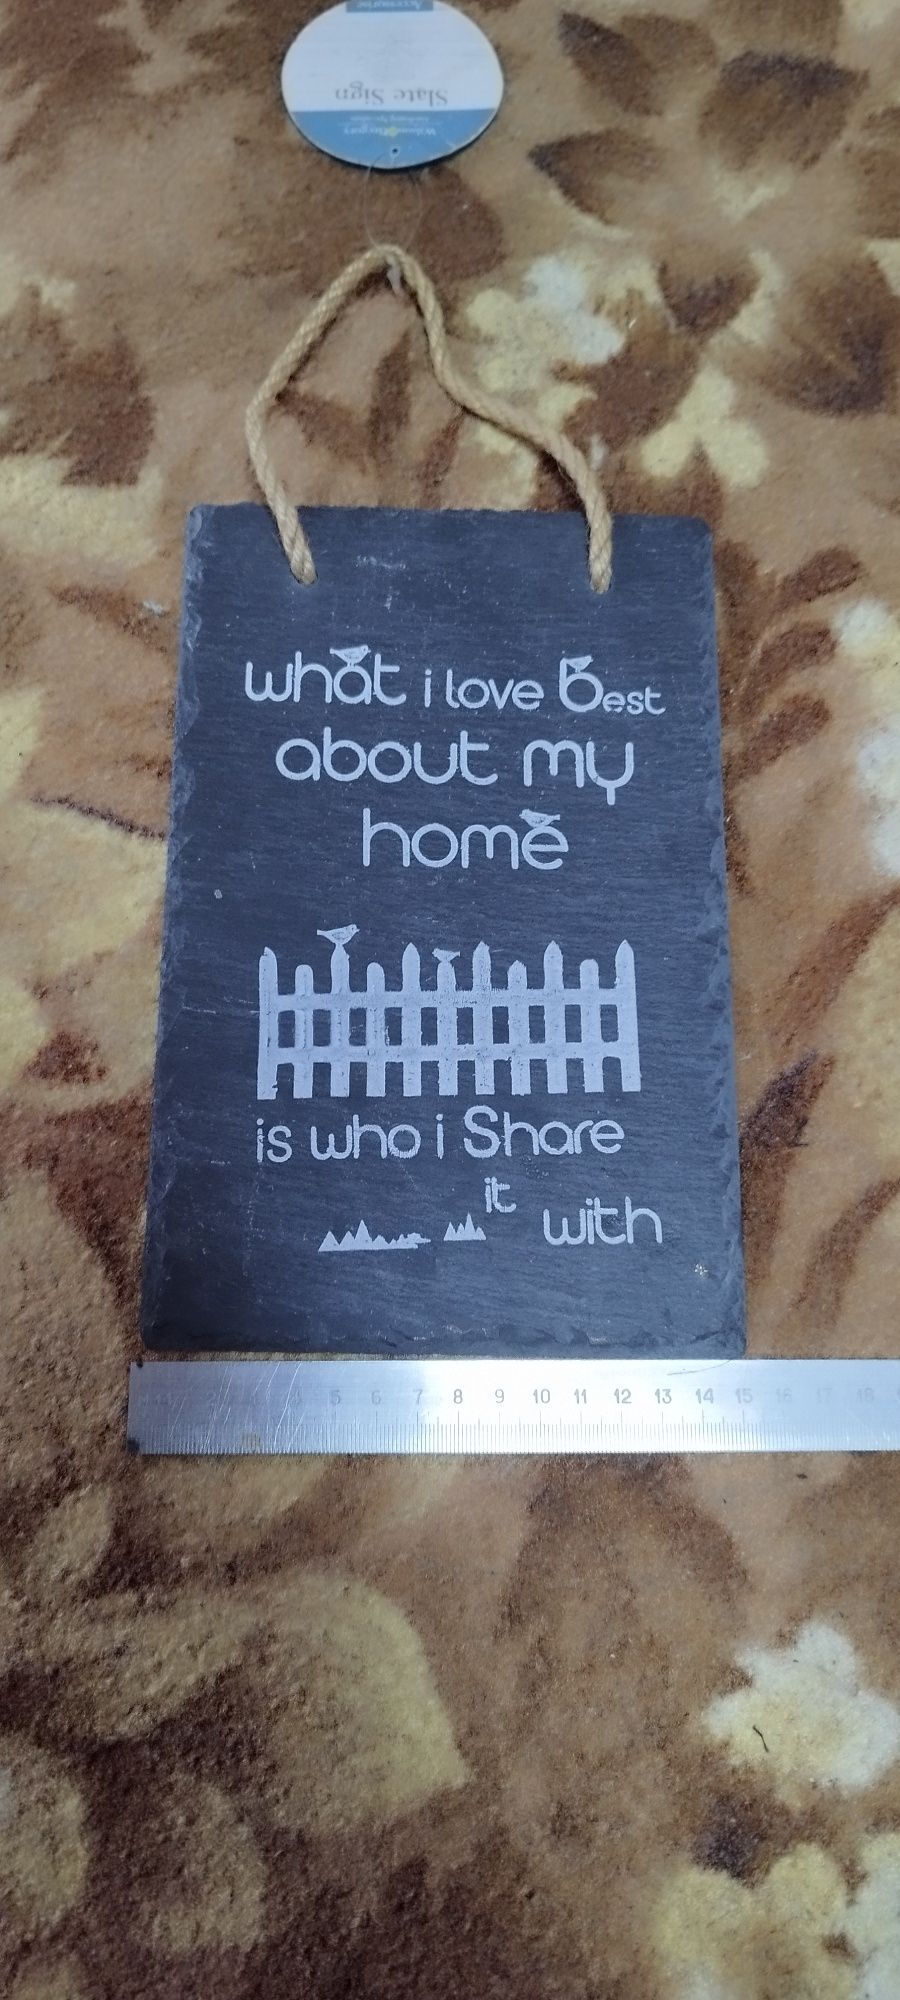 Accessories
Slate Sign
what i love best
about my
home
is who i Share
it
with
5 6 7 8 9 10 11 12 13 14 15 16 17 18